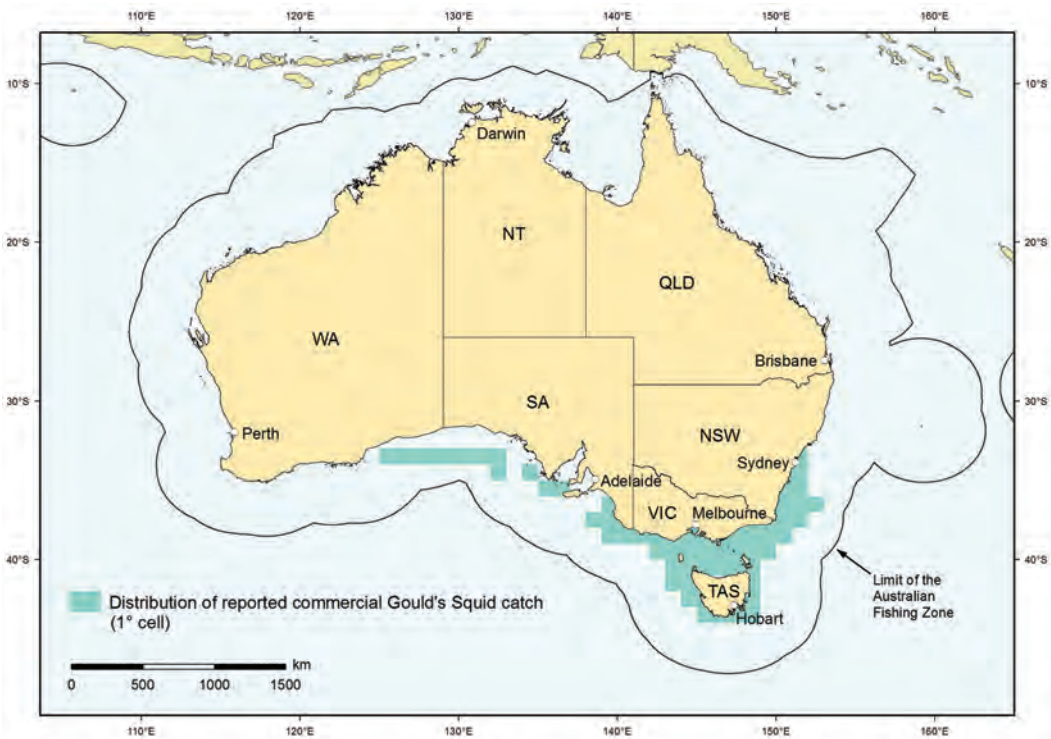 110°E 120°E 130°E 140°E 150°E 160°E
10°S 10°S
Darwin
NT
20°S 20°S
QLD
WA
Brisbane
SA
30°S 30°S
NSW
Perth
Sydney
Adelaide
VIC
Melbourne
40°S 40°S
TAS
Hobart
Limit of the
Australian
Fishing Zone
Distribution of reported commercial Gould's Squid catch
(1° cell)
km
0 500 1000 1500
110°E 120°E 130°E 140°E 150°E 160°E